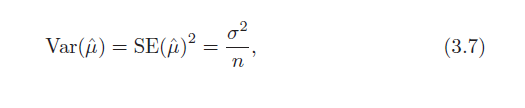 Var(μ̂) = SE(μ̂)² = σ²/n, (3.7)